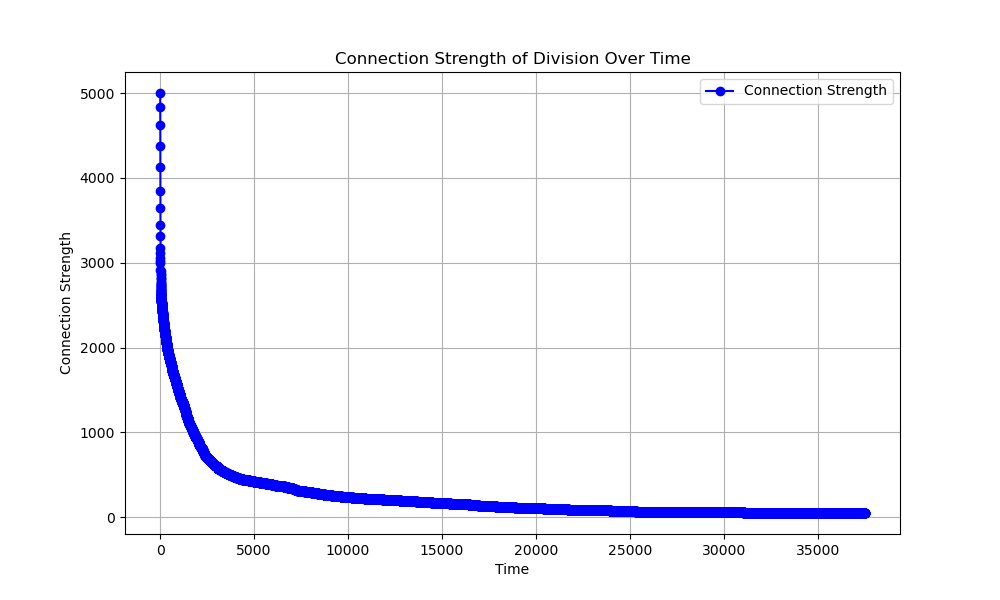 Connection Strength of Division Over Time
Connection Strength
5000
4000
3000
2000
1000
0
Connection Strength
0 5000 10000 15000 20000 25000 30000 35000
Time